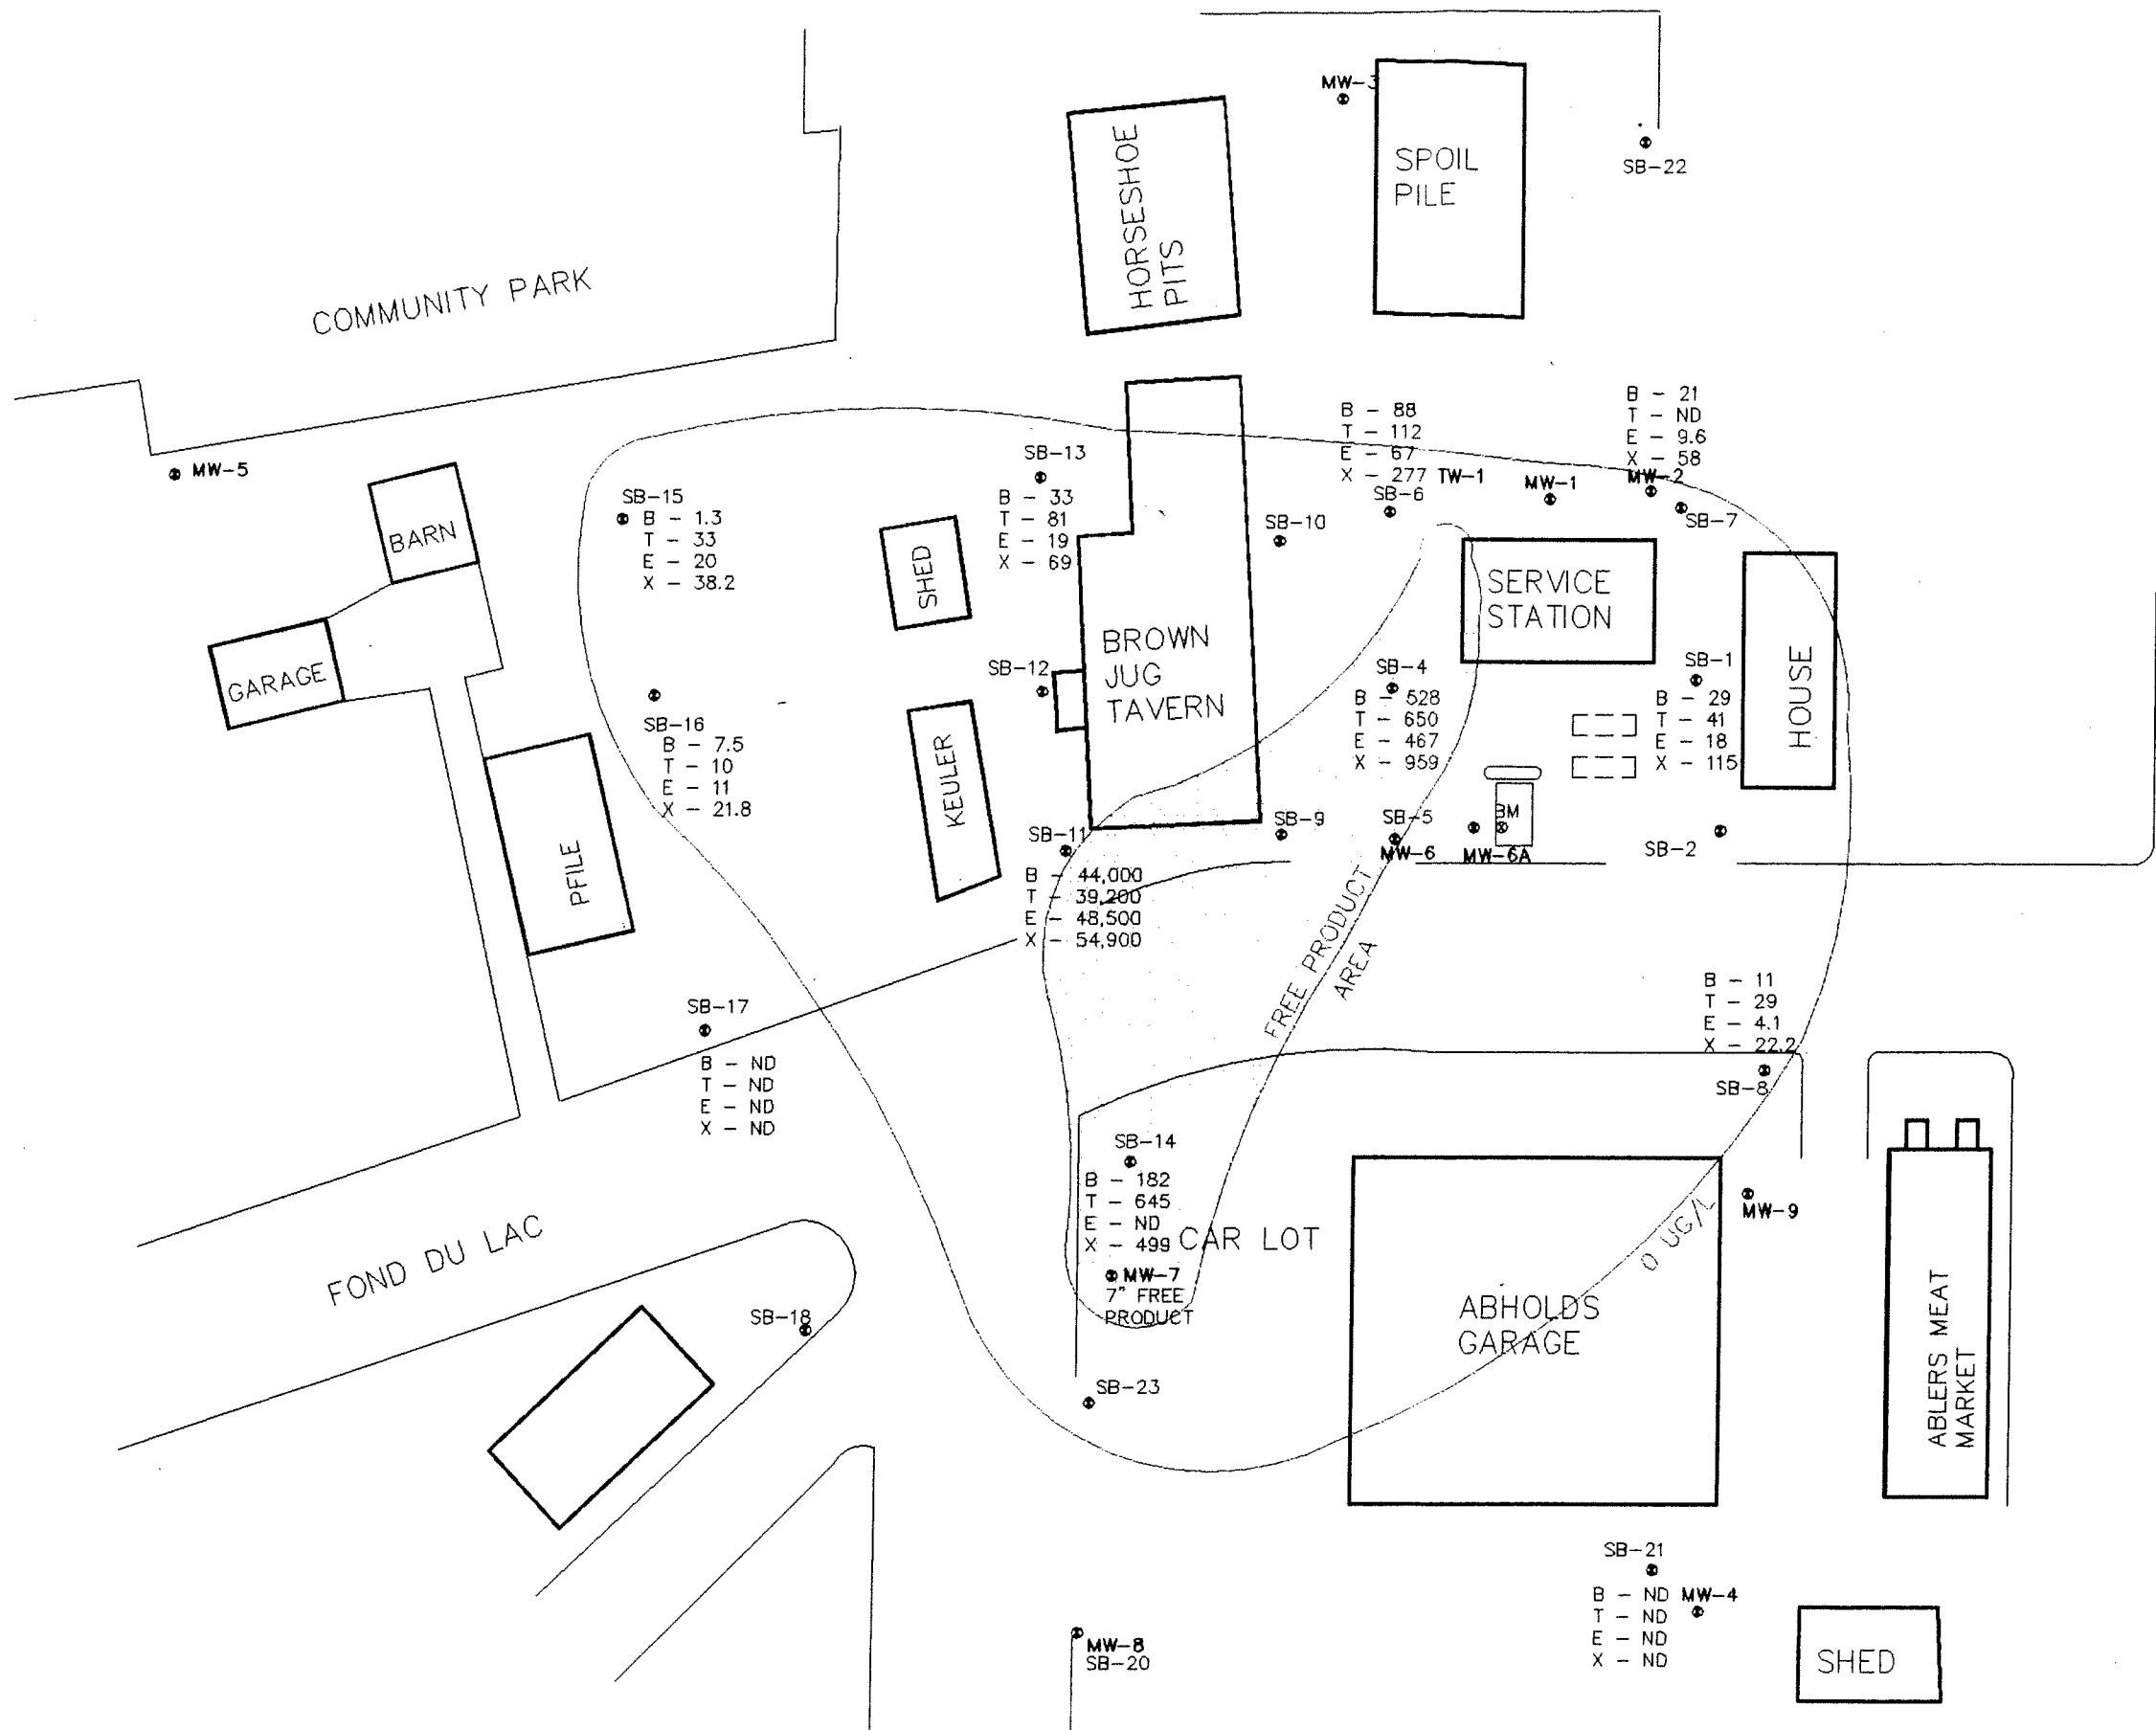 MW-3
SPOIL
PILE
SB-22
HORSESHOE
PITS
COMMUNITY PARK
MW-5
BARN
GARAGE
SB-15
B - 1.3
T - 33
E - 20
X - 38.2
SB-13
B - 33
T - 81
E - 19
X - 69
SHED
B - 88
T - 112
E - 67
X - 277
TW-1
SB-6
MW-1
B - 21
T - ND
E - 9.6
X - 58
MW-2
SB-7
SB-10
SERVICE
STATION
BROWN
JUG
TAVERN
SB-12
SB-4
B - 528
T - 650
E - 467
X - 959
SB-1
B - 29
T - 41
E - 18
X - 115
HOUSE
SB-16
B - 7.5
T - 10
E - 11
X - 21.8
PFILE
KEULER
SB-11
B - 44,000
T - 39,200
E - 48,500
X - 54,900
SB-9
SB-5
MW-6
MW-6A
BM
SB-2
FREE PRODUCT
AREA
SB-17
B - ND
T - ND
E - ND
X - ND
B - 11
T - 29
E - 4.1
X - 22.2
SB-8
SB-14
B - 182
T - 645
E - ND
X - 499
CAR LOT
MW-7
7" FREE
PRODUCT
MW-9
0 UG/L
FOND DU LAC
SB-18
ABHOLDS
GARAGE
ABLERS MEAT
MARKET
SB-23
SB-21
B - ND
T - ND
E - ND
X - ND
MW-4
SHED
MW-8
SB-20